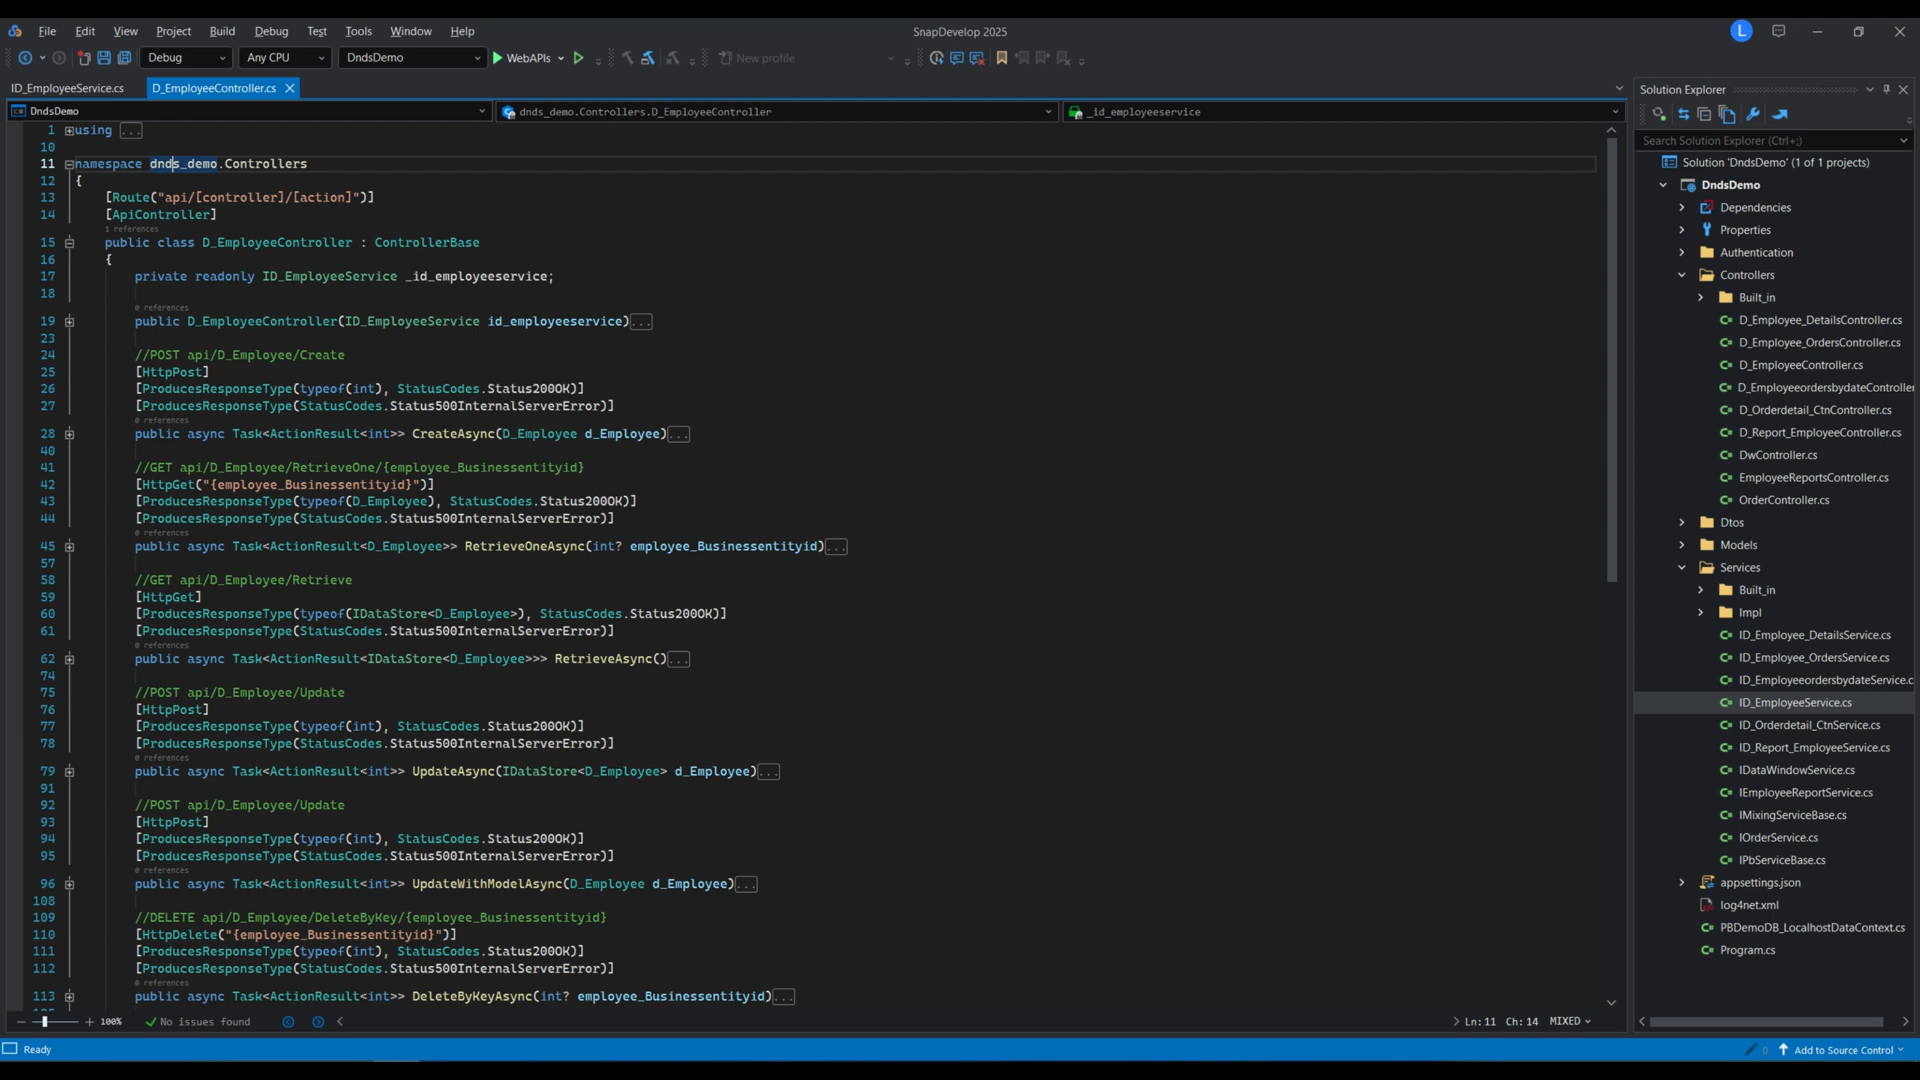 File Edit View Project Build Debug Test Tools Window Help
SnapDevelop 2025
L
Debug Any CPU DndsDemo WebAPIs New profile
ID_EmployeeService.cs D_EmployeeController.cs
DndsDemo dnds_demo.Controllers.D_EmployeeController _id_employeeservice
1 using ...
10
11 namespace dnds_demo.Controllers
12 {
13 [Route("api/[controller]/[action]")]
14 [ApiController]
1 references
15 public class D_EmployeeController : ControllerBase
16 {
17 private readonly ID_EmployeeService _id_employeeservice;
18
0 references
19 public D_EmployeeController(ID_EmployeeService id_employeeservice)...
23
24 //POST api/D_Employee/Create
25 [HttpPost]
26 [ProducesResponseType(typeof(int), StatusCodes.Status200OK)]
27 [ProducesResponseType(StatusCodes.Status500InternalServerError)]
0 references
28 public async Task<ActionResult<int>> CreateAsync(D_Employee d_Employee)...
40
41 //GET api/D_Employee/RetrieveOne/{employee_Businessentityid}
42 [HttpGet("{employee_Businessentityid}")]
43 [ProducesResponseType(typeof(D_Employee), StatusCodes.Status200OK)]
44 [ProducesResponseType(StatusCodes.Status500InternalServerError)]
0 references
45 public async Task<ActionResult<D_Employee>> RetrieveOneAsync(int? employee_Businessentityid)...
57
58 //GET api/D_Employee/Retrieve
59 [HttpGet]
60 [ProducesResponseType(typeof(IDataStore<D_Employee>), StatusCodes.Status200OK)]
61 [ProducesResponseType(StatusCodes.Status500InternalServerError)]
0 references
62 public async Task<ActionResult<IDataStore<D_Employee>>> RetrieveAsync()...
74
75 //POST api/D_Employee/Update
76 [HttpPost]
77 [ProducesResponseType(typeof(int), StatusCodes.Status200OK)]
78 [ProducesResponseType(StatusCodes.Status500InternalServerError)]
0 references
79 public async Task<ActionResult<int>> UpdateAsync(IDataStore<D_Employee> d_Employee)...
91
92 //POST api/D_Employee/Update
93 [HttpPost]
94 [ProducesResponseType(typeof(int), StatusCodes.Status200OK)]
95 [ProducesResponseType(StatusCodes.Status500InternalServerError)]
0 references
96 public async Task<ActionResult<int>> UpdateWithModelAsync(D_Employee d_Employee)...
108
109 //DELETE api/D_Employee/DeleteByKey/{employee_Businessentityid}
110 [HttpDelete("{employee_Businessentityid}")]
111 [ProducesResponseType(typeof(int), StatusCodes.Status200OK)]
112 [ProducesResponseType(StatusCodes.Status500InternalServerError)]
0 references
113 public async Task<ActionResult<int>> DeleteByKeyAsync(int? employee_Businessentityid)...
100% No issues found Ln:11 Ch:14 MIXED
Solution Explorer
Search Solution Explorer (Ctrl+;)
Solution 'DndsDemo' (1 of 1 projects)
DndsDemo
Dependencies
Properties
Authentication
Controllers
Built_in
D_Employee_DetailsController.cs
D_Employee_OrdersController.cs
D_EmployeeController.cs
D_EmployeeordersbydateController
D_Orderdetail_CtnController.cs
D_Report_EmployeeController.cs
DwController.cs
EmployeeReportsController.cs
OrderController.cs
Dtos
Models
Services
Built_in
Impl
ID_Employee_DetailsService.cs
ID_Employee_OrdersService.cs
ID_EmployeeordersbydateService.c
ID_EmployeeService.cs
ID_Orderdetail_CtnService.cs
ID_Report_EmployeeService.cs
IDataWindowService.cs
IEmployeeReportService.cs
IMixingServiceBase.cs
IOrderService.cs
IPbServiceBase.cs
appsettings.json
log4net.xml
PBDemoDB_LocalhostDataContext.cs
Program.cs
Ready
0 Add to Source Control